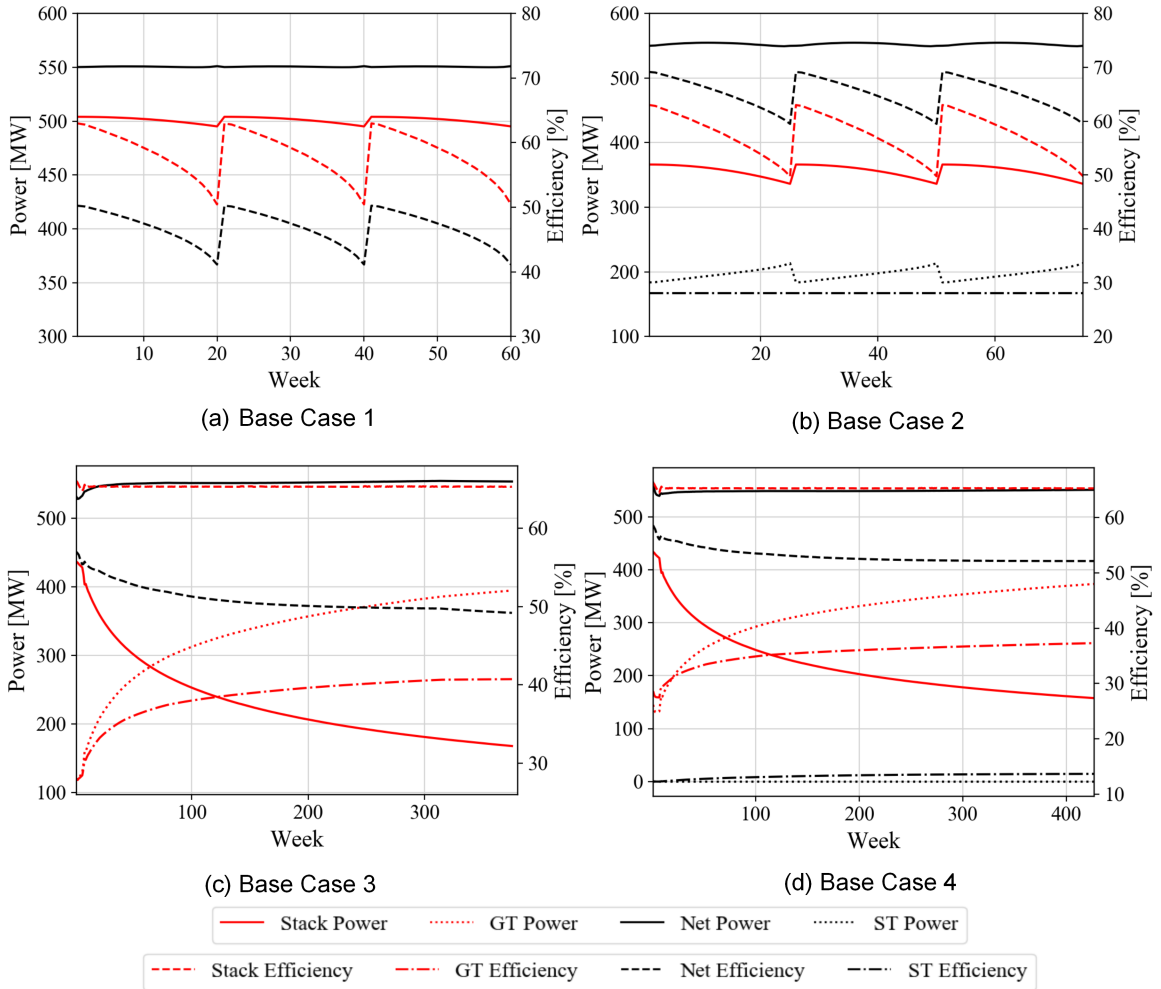 600
550
500
450
400
350
300
Power [MW]
80
70
60
50
40
30
Efficiency [%]
10 20 30 40 50 60
Week
(a) Base Case 1
600
500
400
300
200
100
Power [MW]
80
70
60
50
40
30
20
Efficiency [%]
20 40 60
Week
(b) Base Case 2
500
400
300
200
100
Power [MW]
60
50
40
30
Efficiency [%]
100 200 300
Week
(c) Base Case 3
500
400
300
200
100
0
Power [MW]
60
50
40
30
20
10
Efficiency [%]
100 200 300 400
Week
(d) Base Case 4
Stack Power GT Power Net Power ST Power
Stack Efficiency GT Efficiency Net Efficiency ST Efficiency